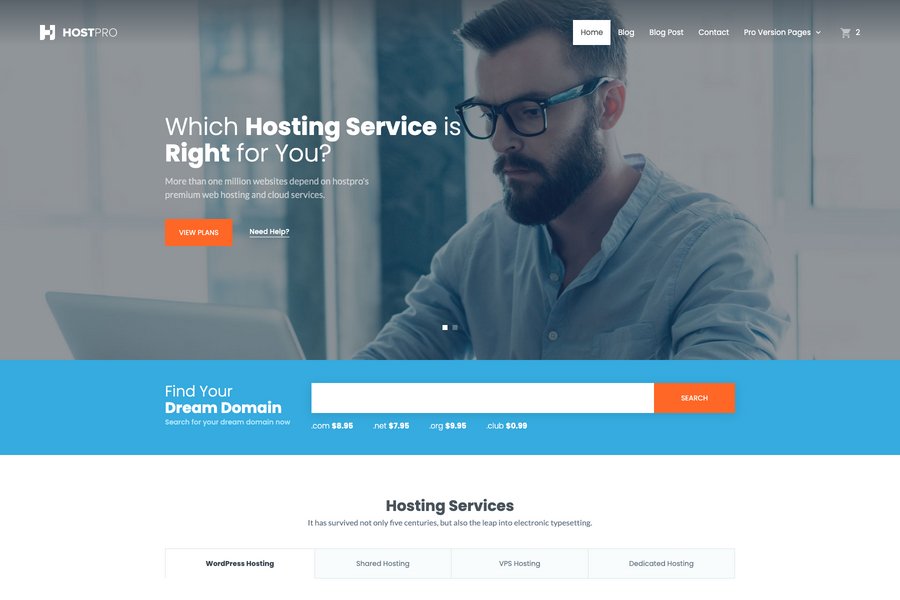 HOSTPRO
Home Blog Blog Post Contact Pro Version Pages 2
Which Hosting Service is
Right for You?
More than one million websites depend on hostpro's
premium web hosting and cloud services.
VIEW PLANS Need Help?
Find Your
Dream Domain
Search for your dream domain now
SEARCH
.com $8.95 .net $7.95 .org $9.95 .club $0.99
Hosting Services
It has survived not only five centuries, but also the leap into electronic typesetting.
WordPress Hosting Shared Hosting VPS Hosting Dedicated Hosting